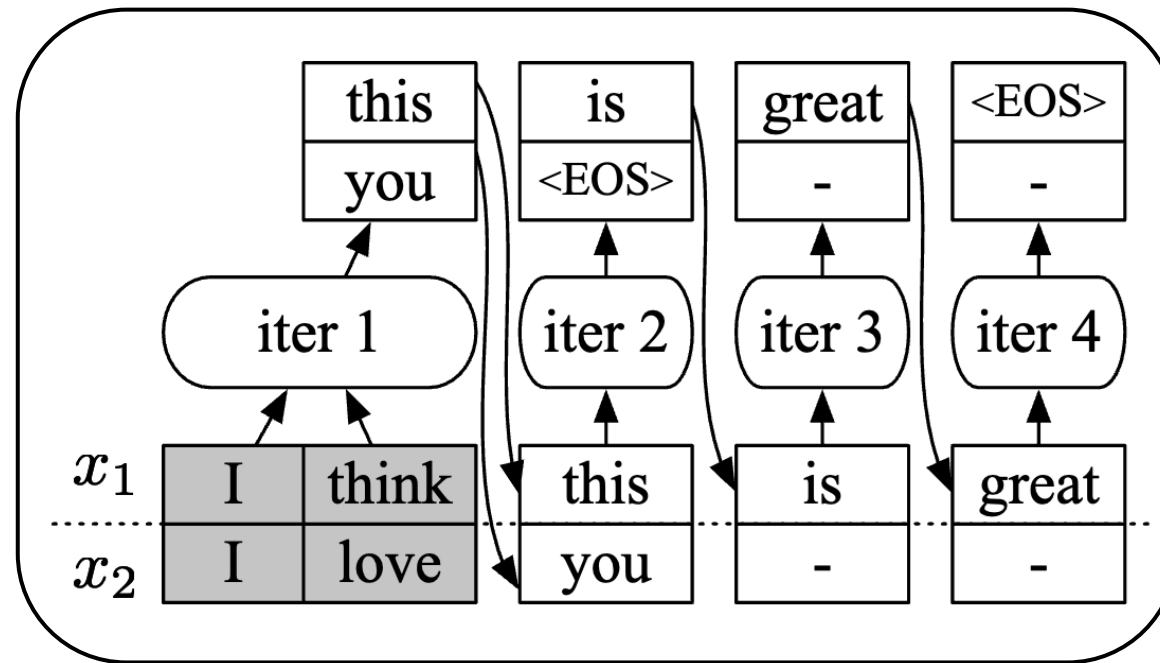 this is great <EOS>
you <EOS> - -
iter 1 iter 2 iter 3 iter 4
x₁ I think this is great
x₂ I love you - -